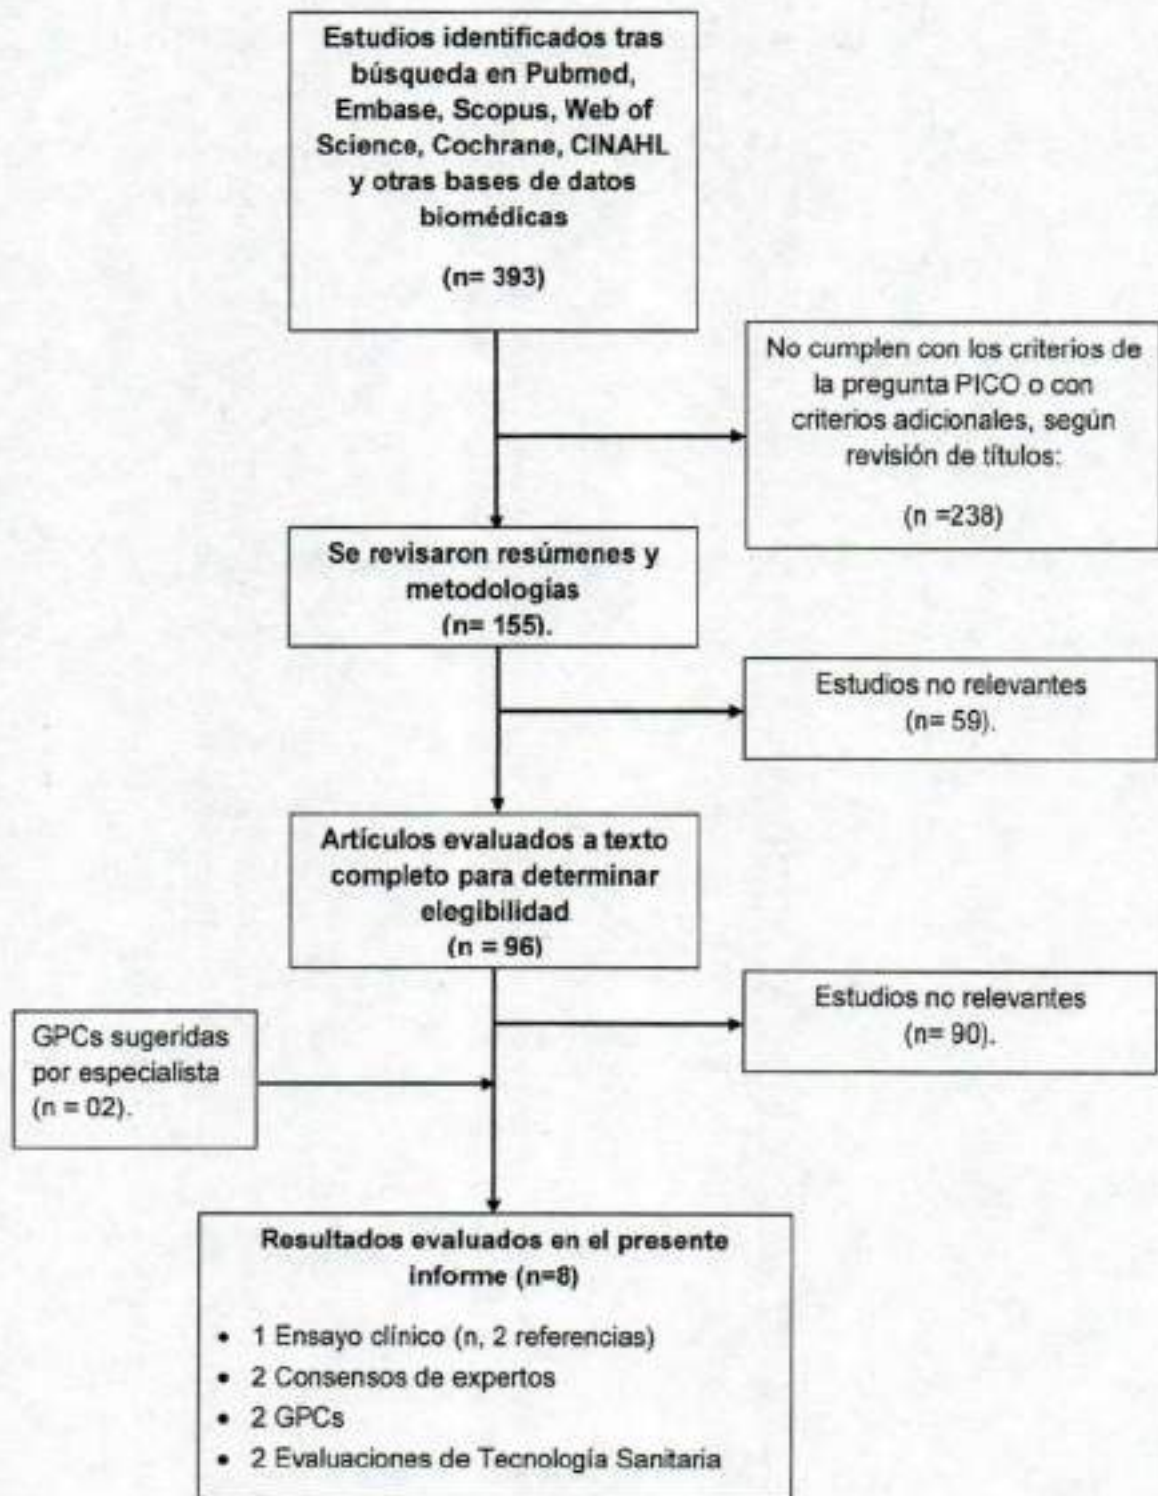 Estudios identificados tras
búsqueda en Pubmed,
Embase, Scopus, Web of
Science, Cochrane, CINAHL
y otras bases de datos
biomédicas
(n= 393)
No cumplen con los criterios de
la pregunta PICO o con
criterios adicionales, según
revisión de títulos:
(n =238)
Se revisaron resúmenes y
metodologías
(n= 155).
Estudios no relevantes
(n= 59).
Artículos evaluados a texto
completo para determinar
elegibilidad
(n = 96)
Estudios no relevantes
(n= 90).
GPCs sugeridas
por especialista
(n = 02).
Resultados evaluados en el presente
informe (n=8)
• 1 Ensayo clínico (n, 2 referencias)
• 2 Consensos de expertos
• 2 GPCs
• 2 Evaluaciones de Tecnología Sanitaria